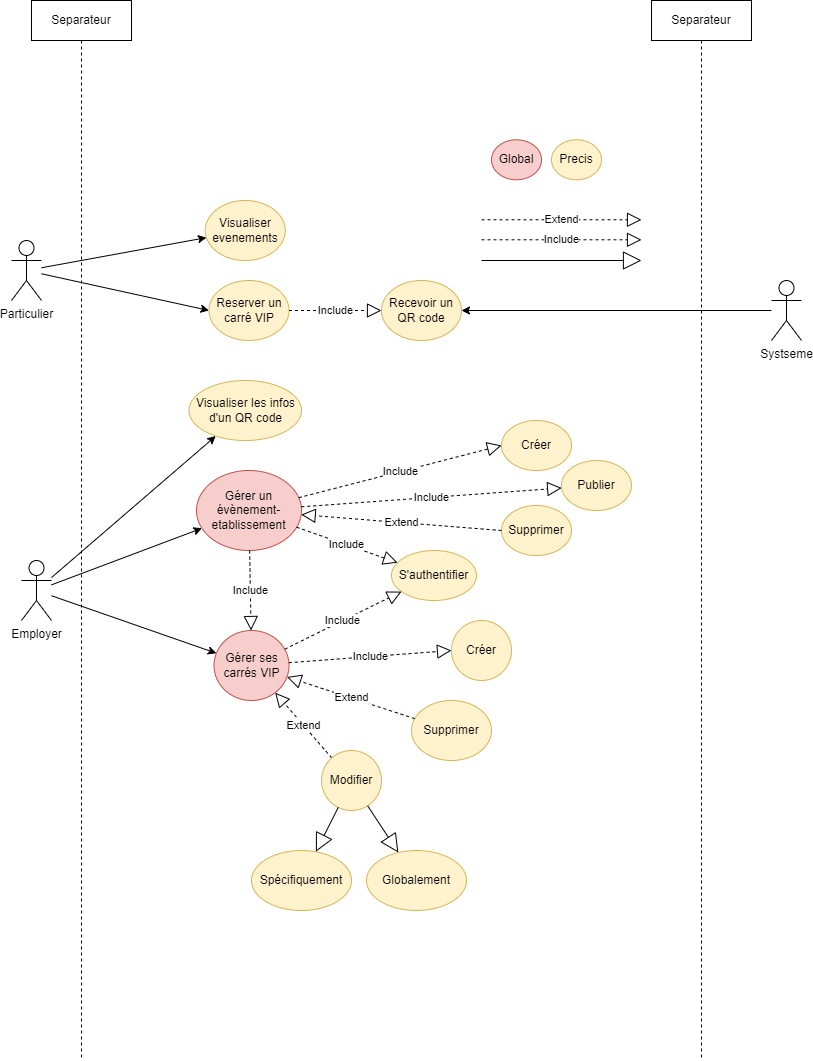 Separateur
Separateur
Global
Precis
Visualiser
evenements
Extend
Include
Particulier
Reserver un
carré VIP
Include
Recevoir un
QR code
Systseme
Visualiser les infos
d'un QR code
Créer
Include
Publier
Gérer un
évènement-
etablissement
Include
Extend
Supprimer
Include
S'authentifier
Include
Employer
Include
Gérer ses
carrés VIP
Include
Créer
Extend
Supprimer
Extend
Modifier
Spécifiquement
Globalement